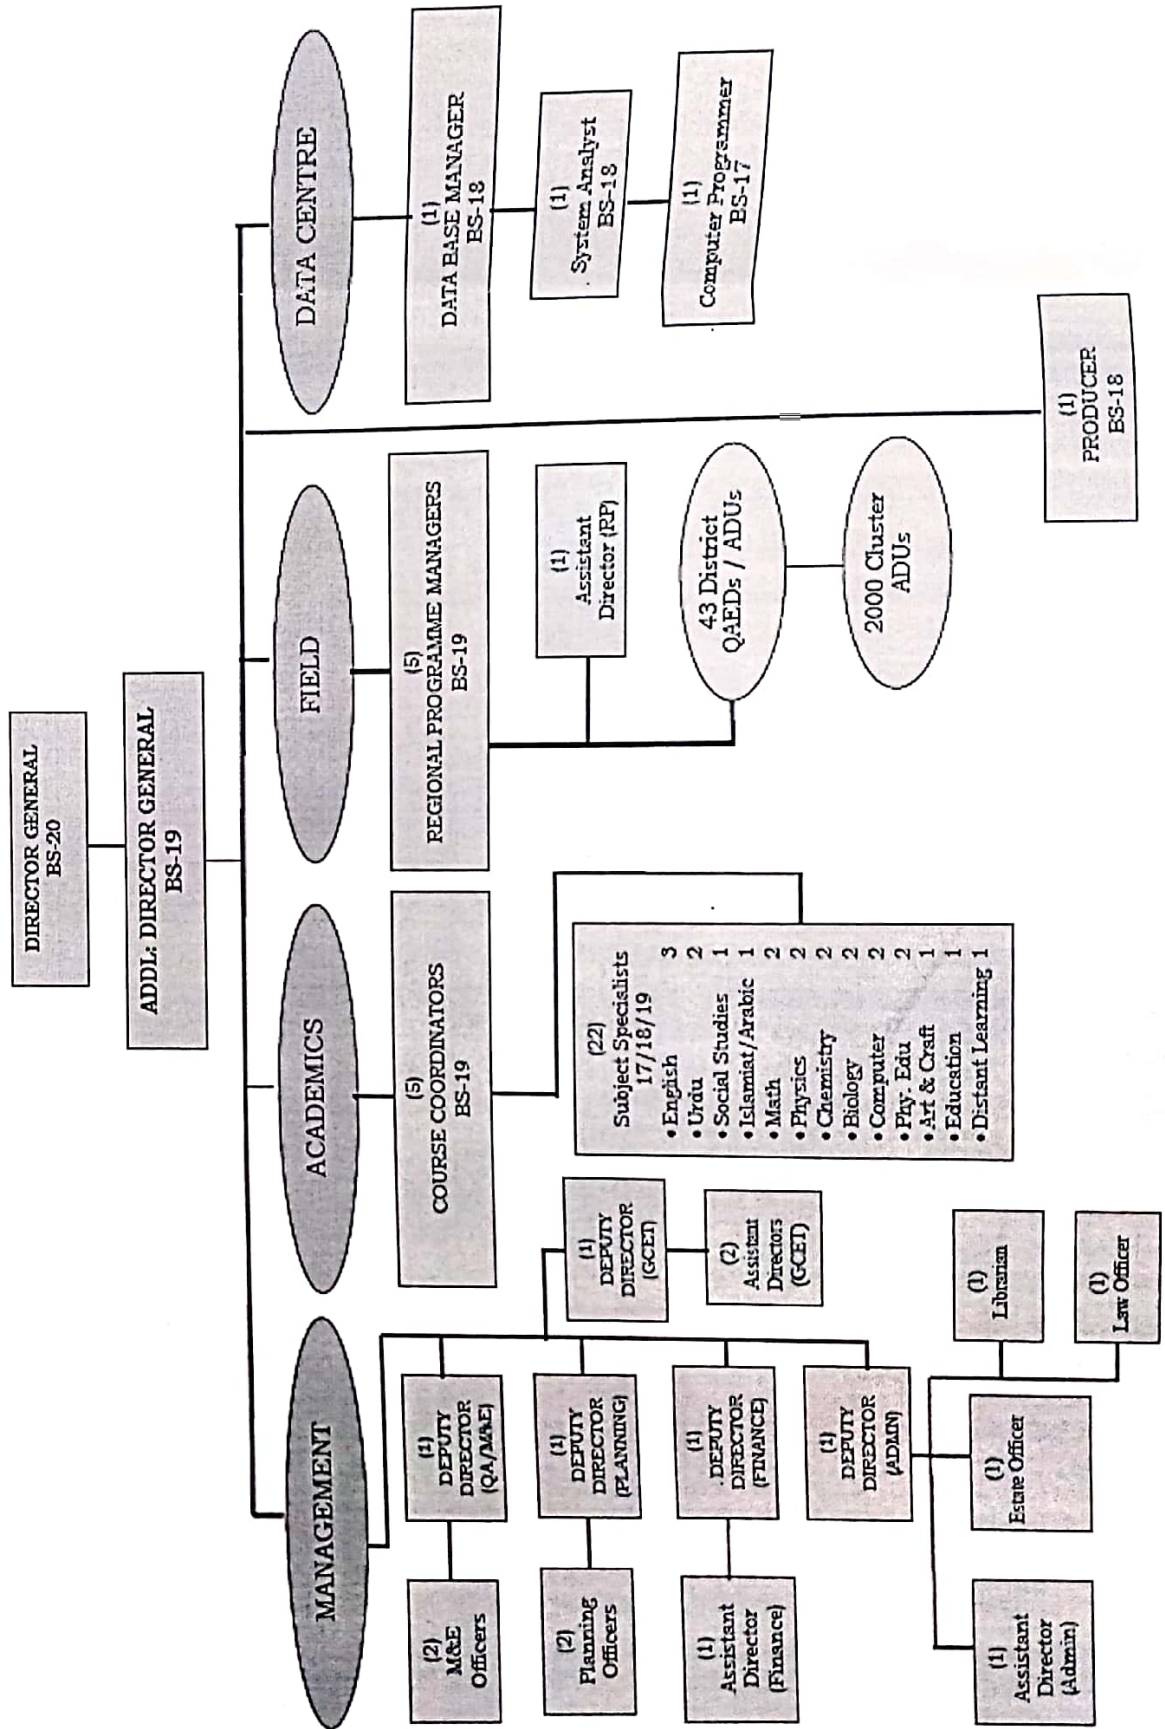 DIRECTOR GENERAL
BS-20
ADDL: DIRECTOR GENERAL
BS-19
MANAGEMENT
ACADEMICS
FIELD
DATA CENTRE
(1)
DEPUTY
DIRECTOR
(QA/M&E)
(2)
M&E
Officers
(1)
DEPUTY
DIRECTOR
(PLANNING)
(2)
Planning
Officers
(1)
DEPUTY
DIRECTOR
(FINANCE)
(1)
Assistant
Director
(Finance)
(1)
DEPUTY
DIRECTOR
(ADMIN)
(1)
Assistant
Director
(Admin)
(1)
Estate Officer
(1)
Librarian
(1)
Law Officer
(1)
DEPUTY
DIRECTOR
(GCET)
(2)
Assistant
Directors
(GCET)
(5)
COURSE COORDINATORS
BS-19
(22)
Subject Specialists
17/18/19
• English 3
• Urdu 2
• Social Studies 1
• Islamiat/Arabic 1
• Math 2
• Physics 2
• Chemistry 2
• Biology 2
• Computer 2
• Phy. Edu 2
• Art & Craft 1
• Education 1
• Distant Learning 1
(5)
REGIONAL PROGRAMME MANAGERS
BS-19
(1)
Assistant
Director (RP)
43 District
QAEDs / ADUs
2000 Cluster
ADUs
(1)
DATA BASE MANAGER
BS-18
(1)
System Analyst
BS-18
(1)
Computer Programmer
BS-17
(1)
PRODUCER
BS-18